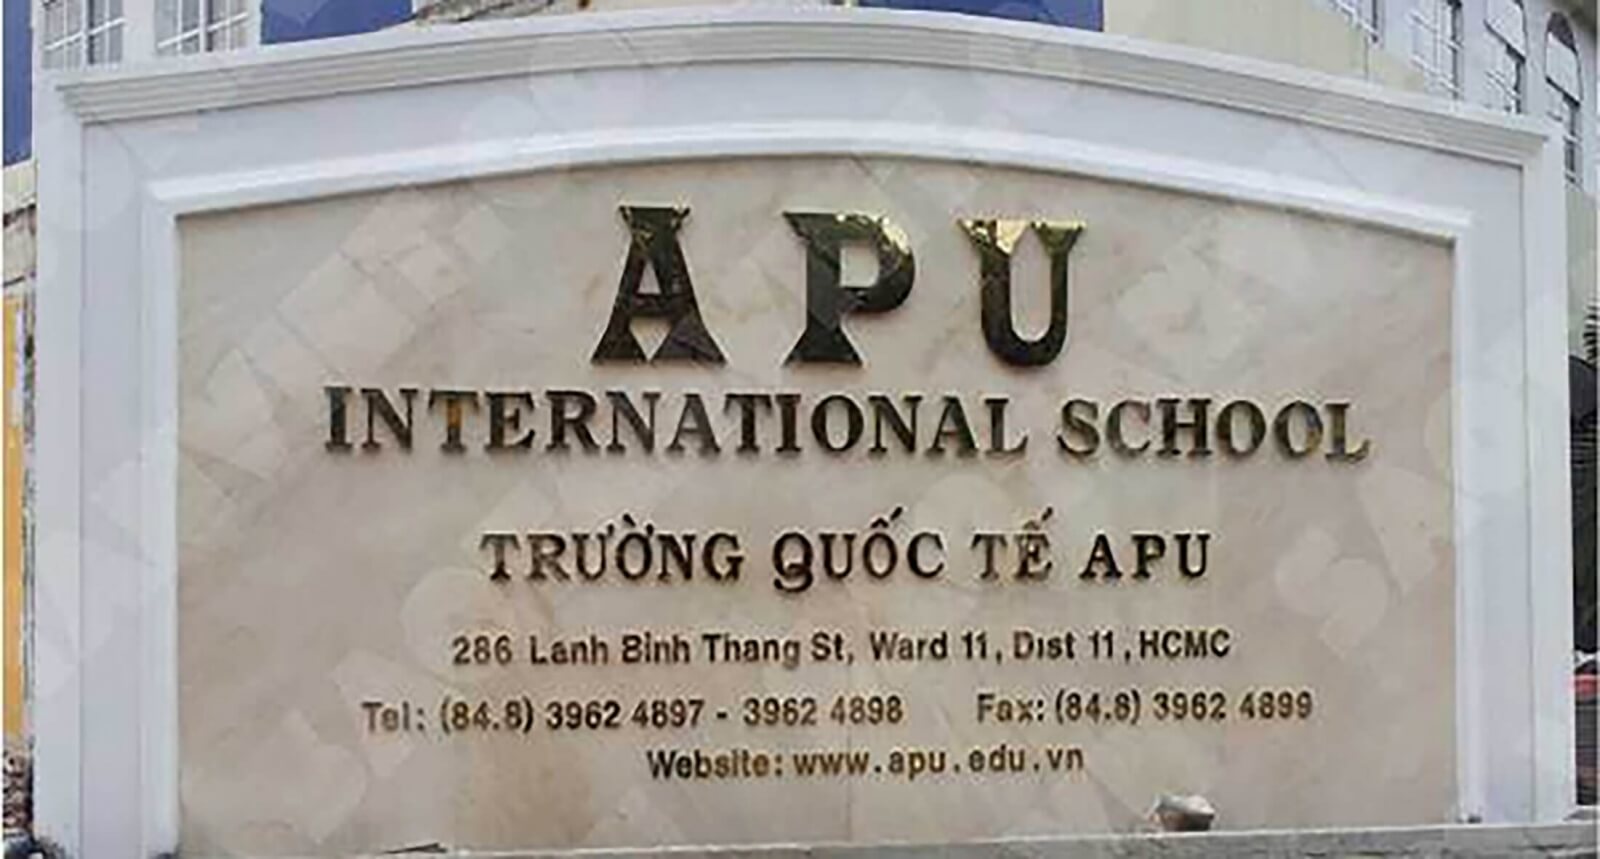 APU
INTERNATIONAL SCHOOL
TRƯỜNG QUỐC TẾ APU
286 Lanh Binh Thang St, Ward 11, Dist 11, HCMC
Tel: (84.8) 3962 4897 - 3962 4898 Fax: (84.8) 3962 4899
Website: www.apu.edu.vn